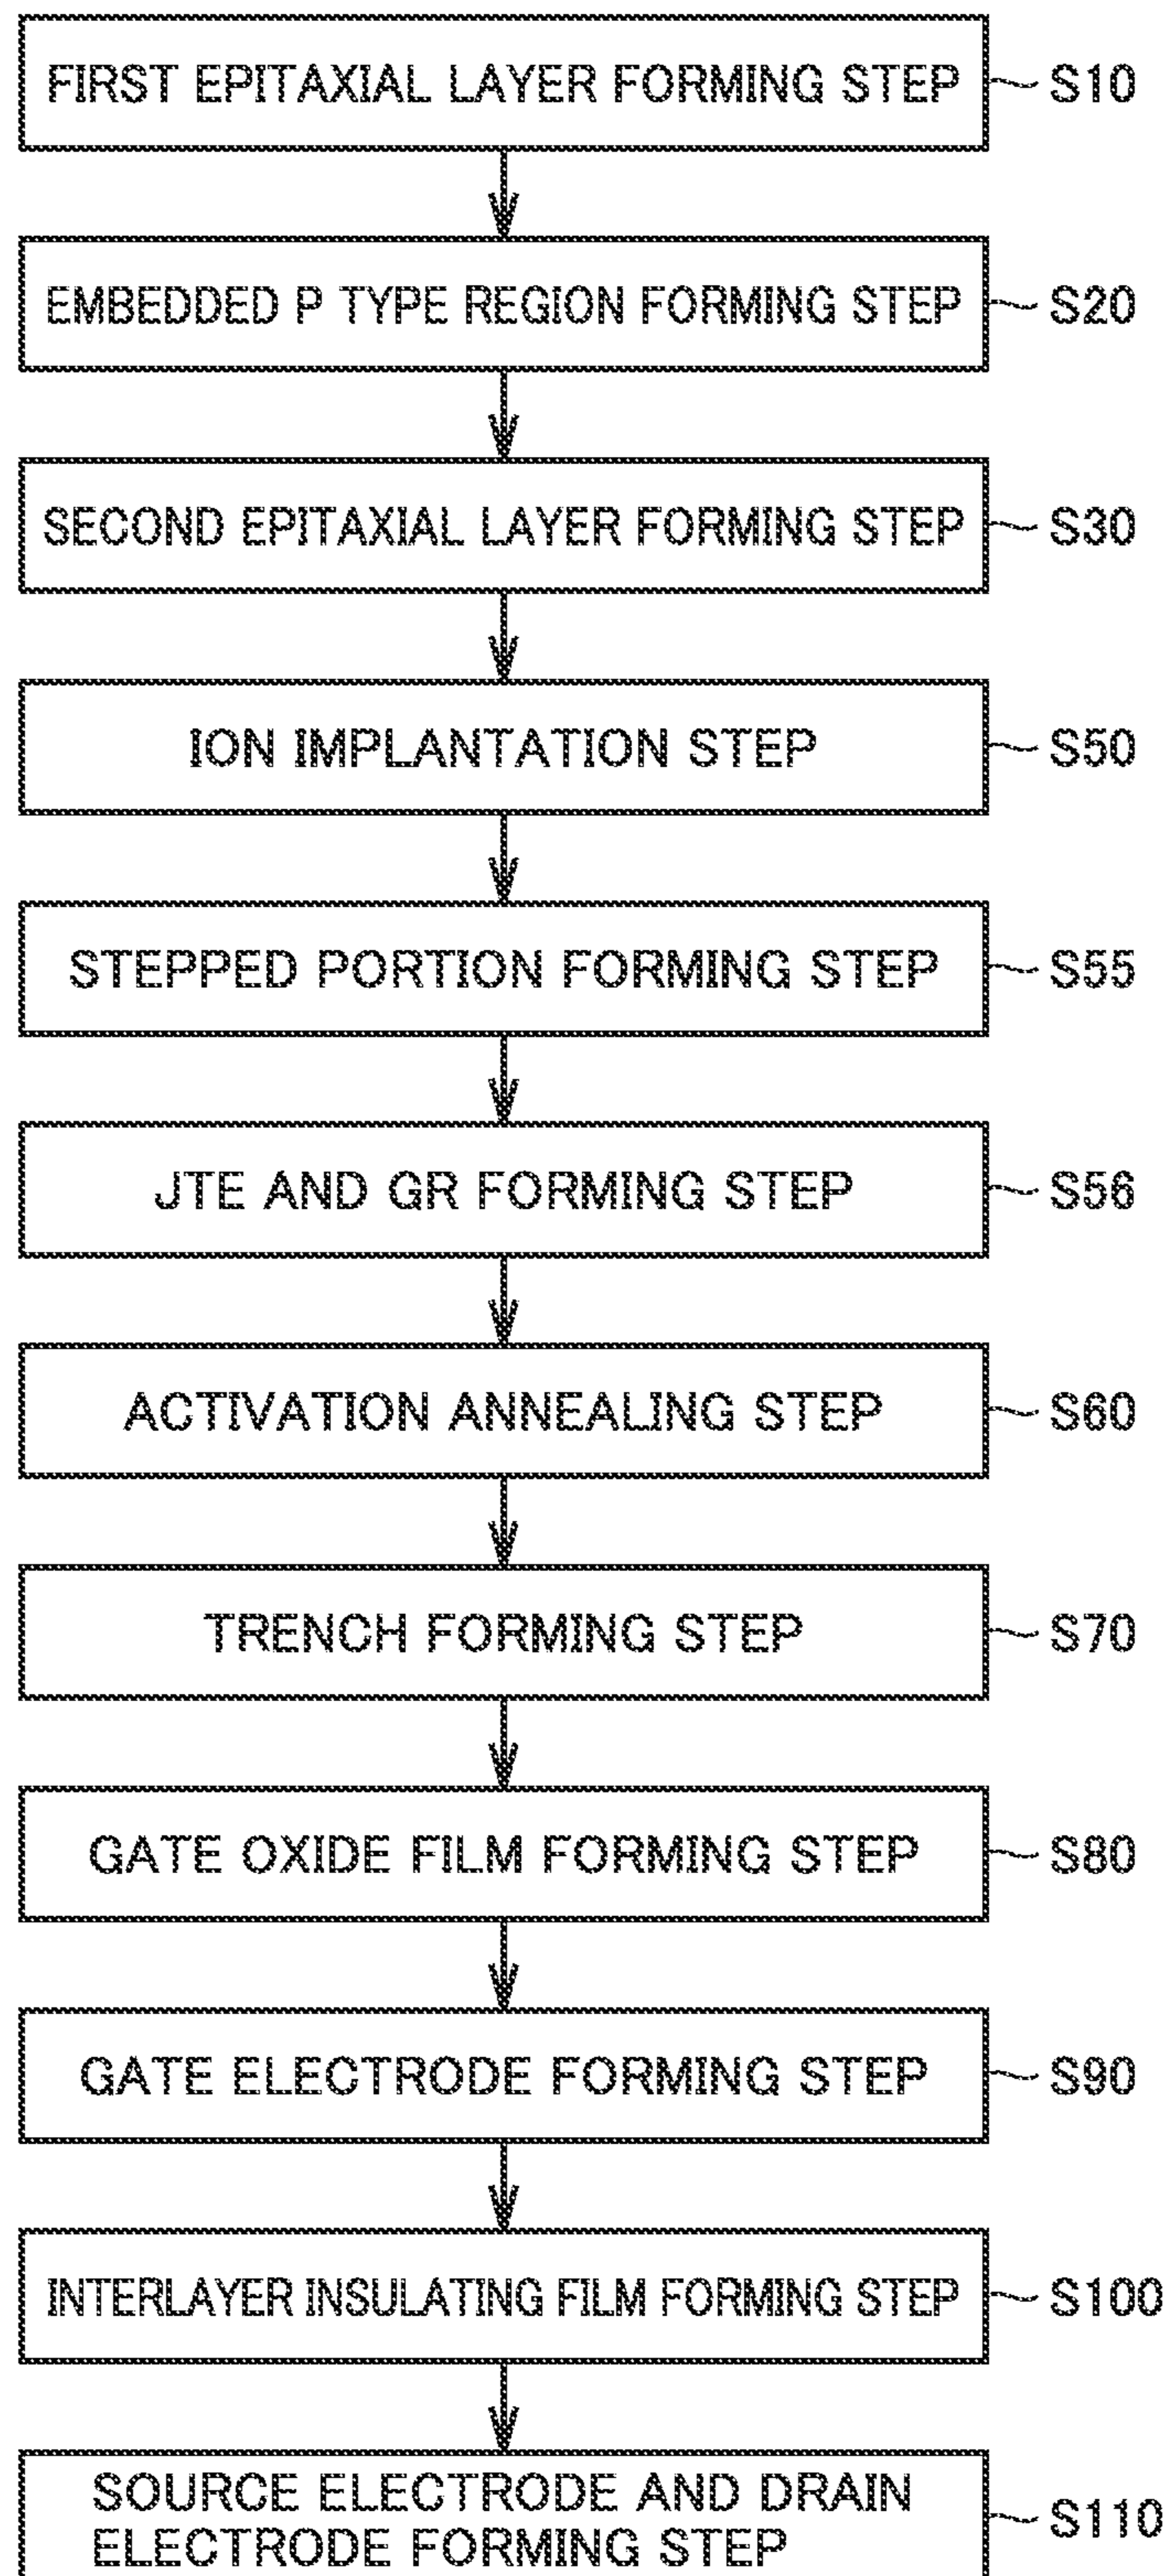 FIRST EPITAXIAL LAYER FORMING STEP S10
EMBEDDED P TYPE REGION FORMING STEP S20
SECOND EPITAXIAL LAYER FORMING STEP S30
ION IMPLANTATION STEP S50
STEPPED PORTION FORMING STEP S55
JTE AND GR FORMING STEP S56
ACTIVATION ANNEALING STEP S60
TRENCH FORMING STEP S70
GATE OXIDE FILM FORMING STEP S80
GATE ELECTRODE FORMING STEP S90
INTERLAYER INSULATING FILM FORMING STEP S100
SOURCE ELECTRODE AND DRAIN
ELECTRODE FORMING STEP
S110